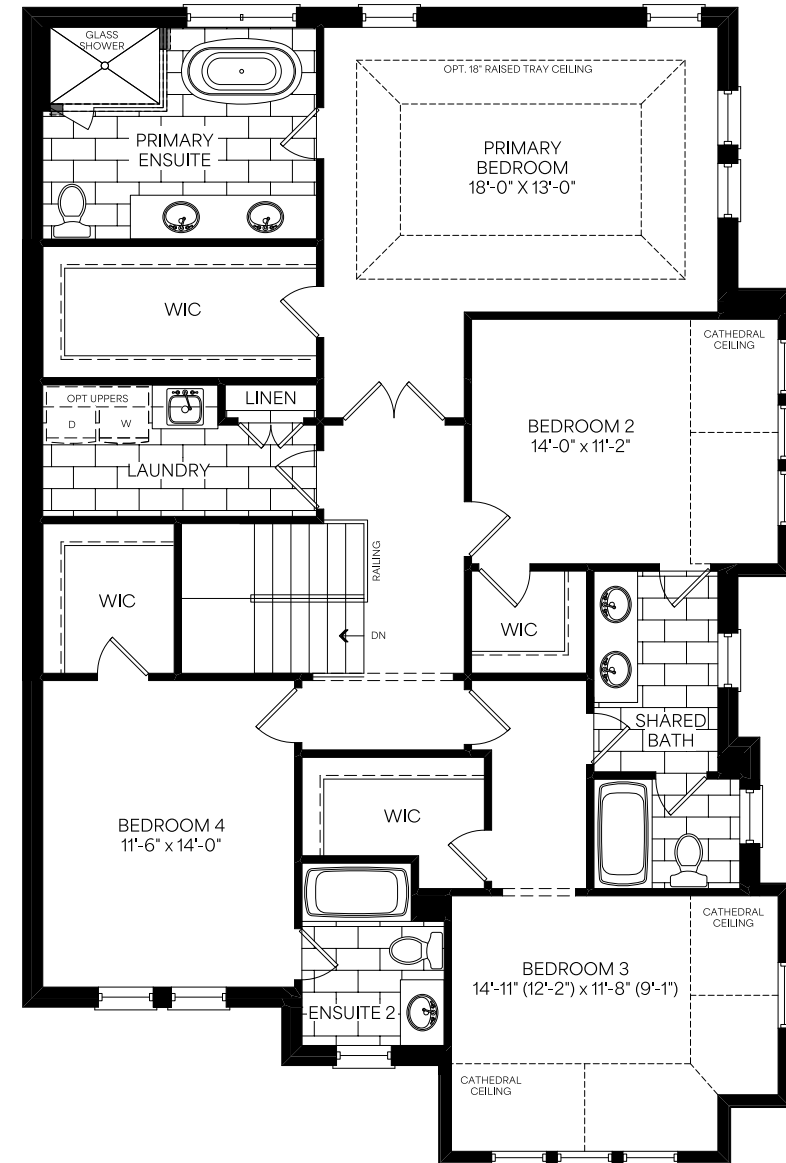 GLASS
SHOWER
OPT. 18" RAISED TRAY CEILING
PRIMARY
ENSUITE
PRIMARY
BEDROOM
18'-0" X 13'-0"
WIC
CATHEDRAL
CEILING
OPT UPPERS
LINEN
D
W
BEDROOM 2
14'-0" x 11'-2"
LAUNDRY
RAILING
WIC
DN
WIC
SHARED
BATH
WIC
BEDROOM 4
11'-6" x 14'-0"
CATHEDRAL
CEILING
BEDROOM 3
14'-11" (12'-2") x 11'-8" (9'-1")
ENSUITE 2
CATHEDRAL
CEILING